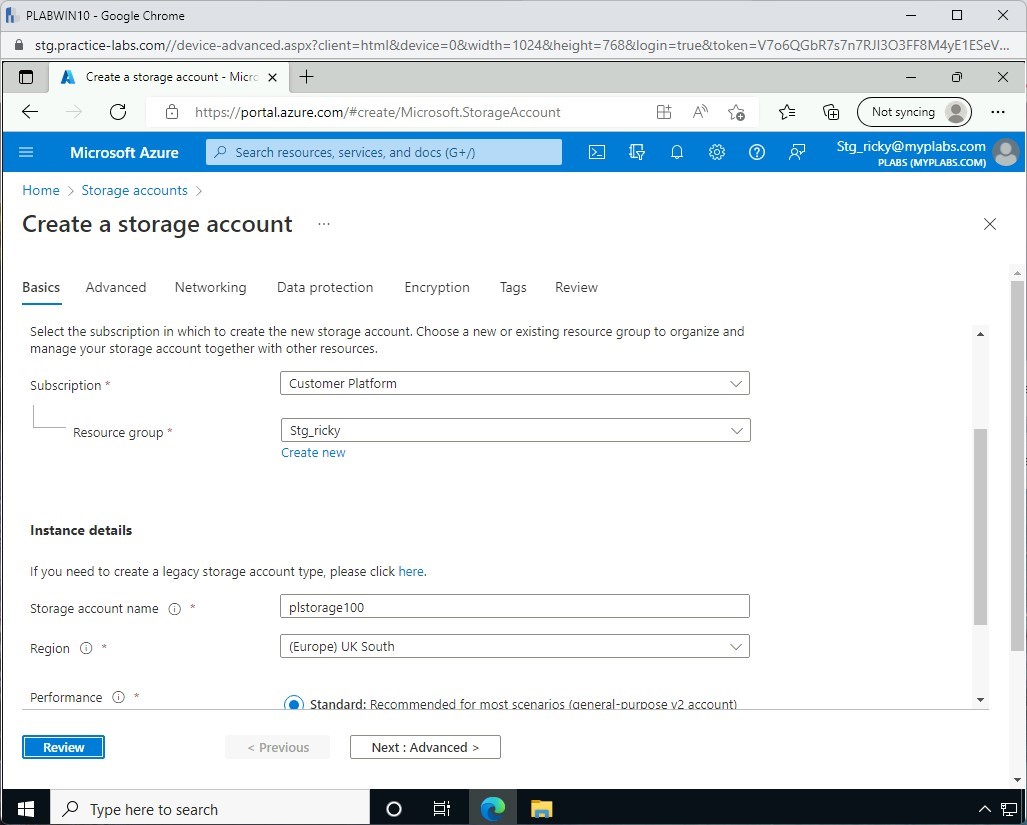 PLABWIN10 - Google Chrome
stg.practice-labs.com//device-advanced.aspx?client=html&device=0&width=1024&height=768&login=true&token=V7o6QGbR7s7n7RJI3O3FF8M4yE1ESeV...
Create a storage account - Micro
https://portal.azure.com/#create/Microsoft.StorageAccount
Not syncing
Microsoft Azure
Search resources, services, and docs (G+/)
Stg_ricky@myplabs.com
PLABS (MYPLABS.COM)
Home > Storage accounts >
Create a storage account ...
Basics Advanced Networking Data protection Encryption Tags Review
Select the subscription in which to create the new storage account. Choose a new or existing resource group to organize and
manage your storage account together with other resources.
Subscription * Customer Platform
Resource group * Stg_ricky
Create new
Instance details
If you need to create a legacy storage account type, please click here.
Storage account name * plstorage100
Region * (Europe) UK South
Performance * Standard: Recommended for most scenarios (general-purpose v2 account)
Review < Previous Next : Advanced >
Type here to search